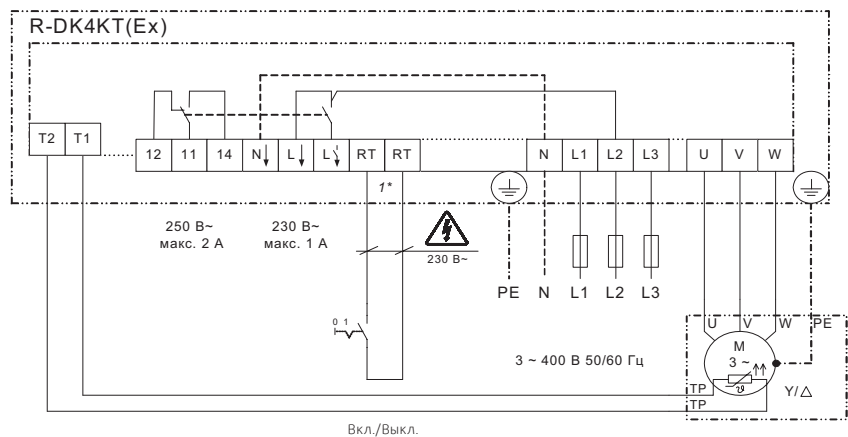 R-DK4KT(Ex)
T2 T1
12 11 14 N L L RT RT N L1 L2 L3 U V W
1*
250 В~ 230 В~
макс. 2 А макс. 1 А
230 В~
PE N L1 L2 L3
0 1
U V W PE
M
3 ~
3 ~ 400 В 50/60 Гц
TP ϑ Y/△
TP
Вкл./Выкл.